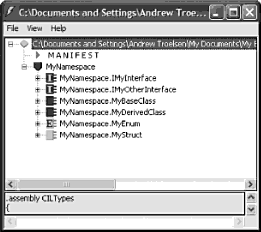 C:\Documents and Settings\Andrew Troe...
File View Help
C:\Documents and Settings\Andrew Troelsen\My Documents\My
MANIFEST
MyNamespace
MyNamespace.IMyInterface
MyNamespace.IMyOtherInterface
MyNamespace.MyBaseClass
MyNamespace.MyDerivedClass
MyNamespace.MyEnum
MyNamespace.MyStruct
.assembly CILTypes
{